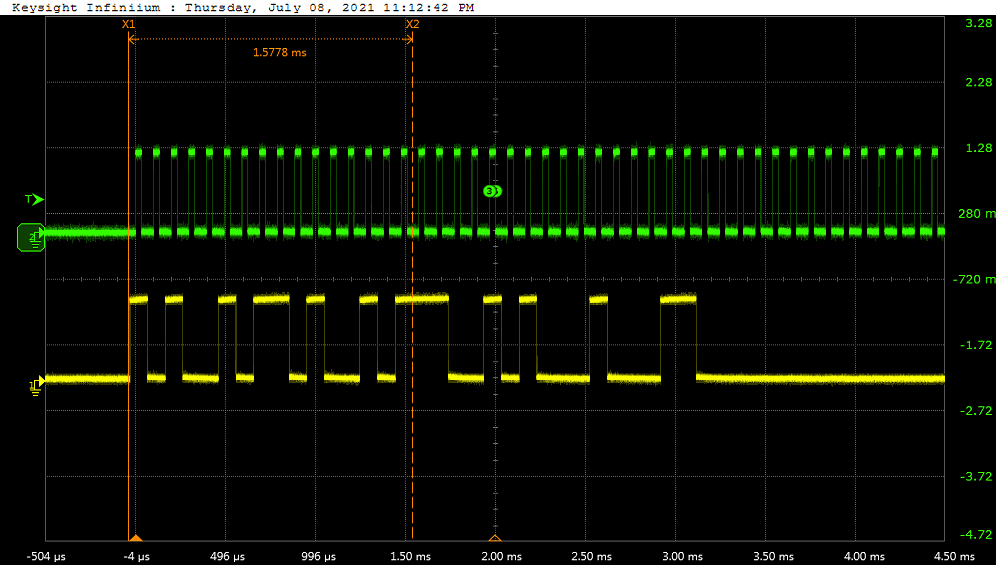 Keysight Infiniium : Thursday, July 08, 2021 11:12:42 PM
X1 X2
3.28
1.5778 ms
2.28
1.28
T
280 m
2
-720 m
1
-1.72
-2.72
-3.72
-4.72
-504 µs -4 µs 496 µs 996 µs 1.50 ms 2.00 ms 2.50 ms 3.00 ms 3.50 ms 4.00 ms 4.50 ms